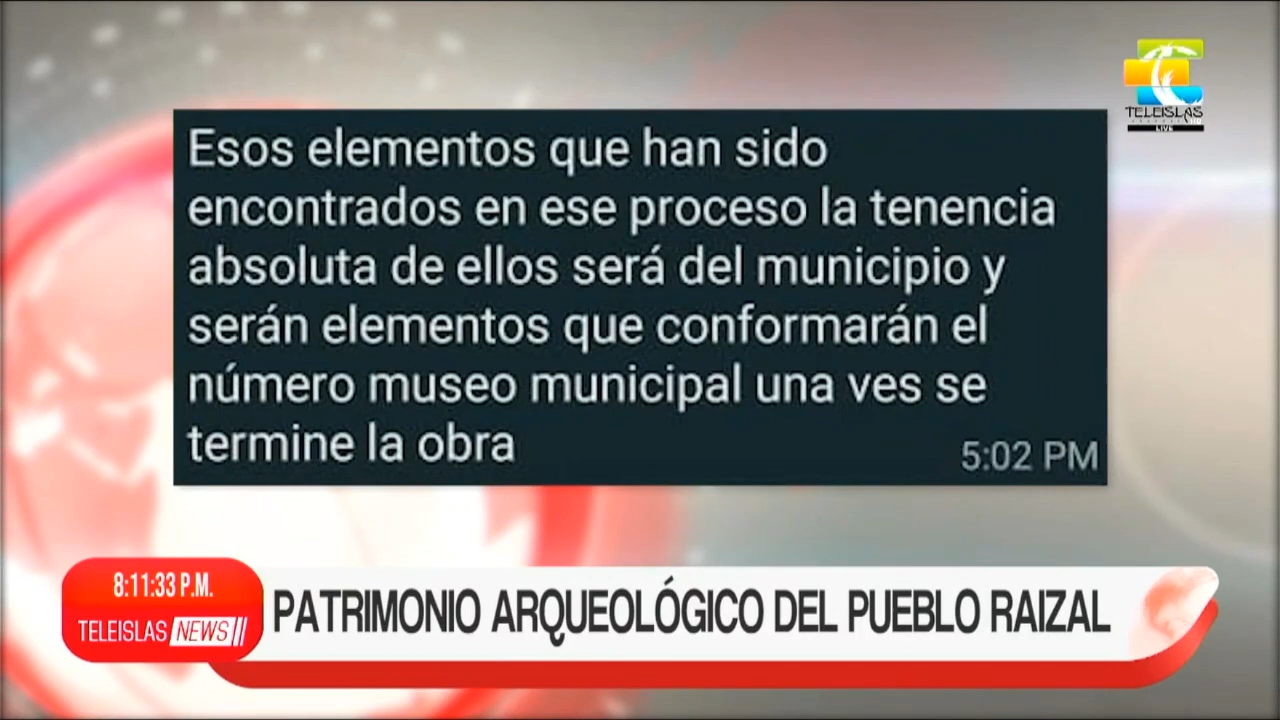 TELEISLAS
LIVE
Esos elementos que han sido
encontrados en ese proceso la tenencia
absoluta de ellos será del municipio y
serán elementos que conformarán el
número museo municipal una ves se
termine la obra
5:02 PM
8:11:33 P.M.
TELEISLAS NEWS
PATRIMONIO ARQUEOLÓGICO DEL PUEBLO RAIZAL